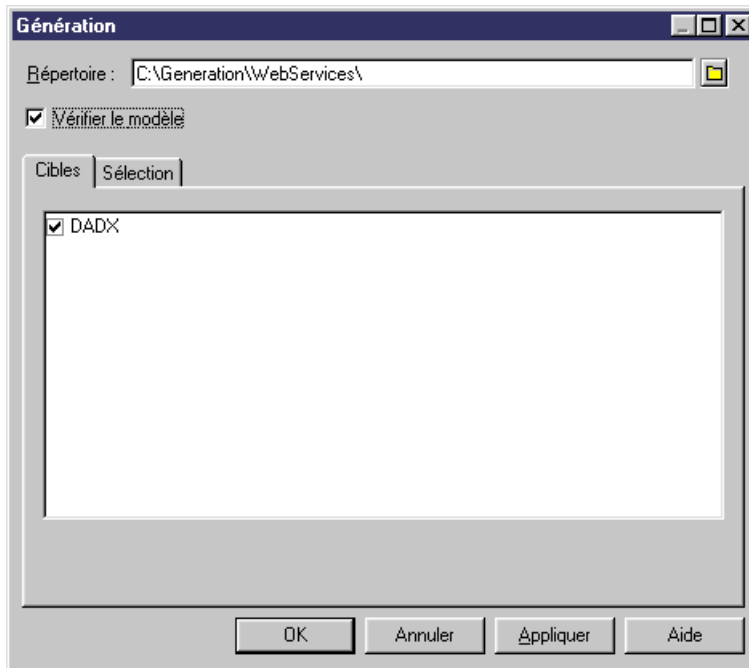 Génération
Répertoire : C:\Generation\WebServices\
Vérifier le modèle
Cibles Sélection
DADX
OK Annuler Appliquer Aide